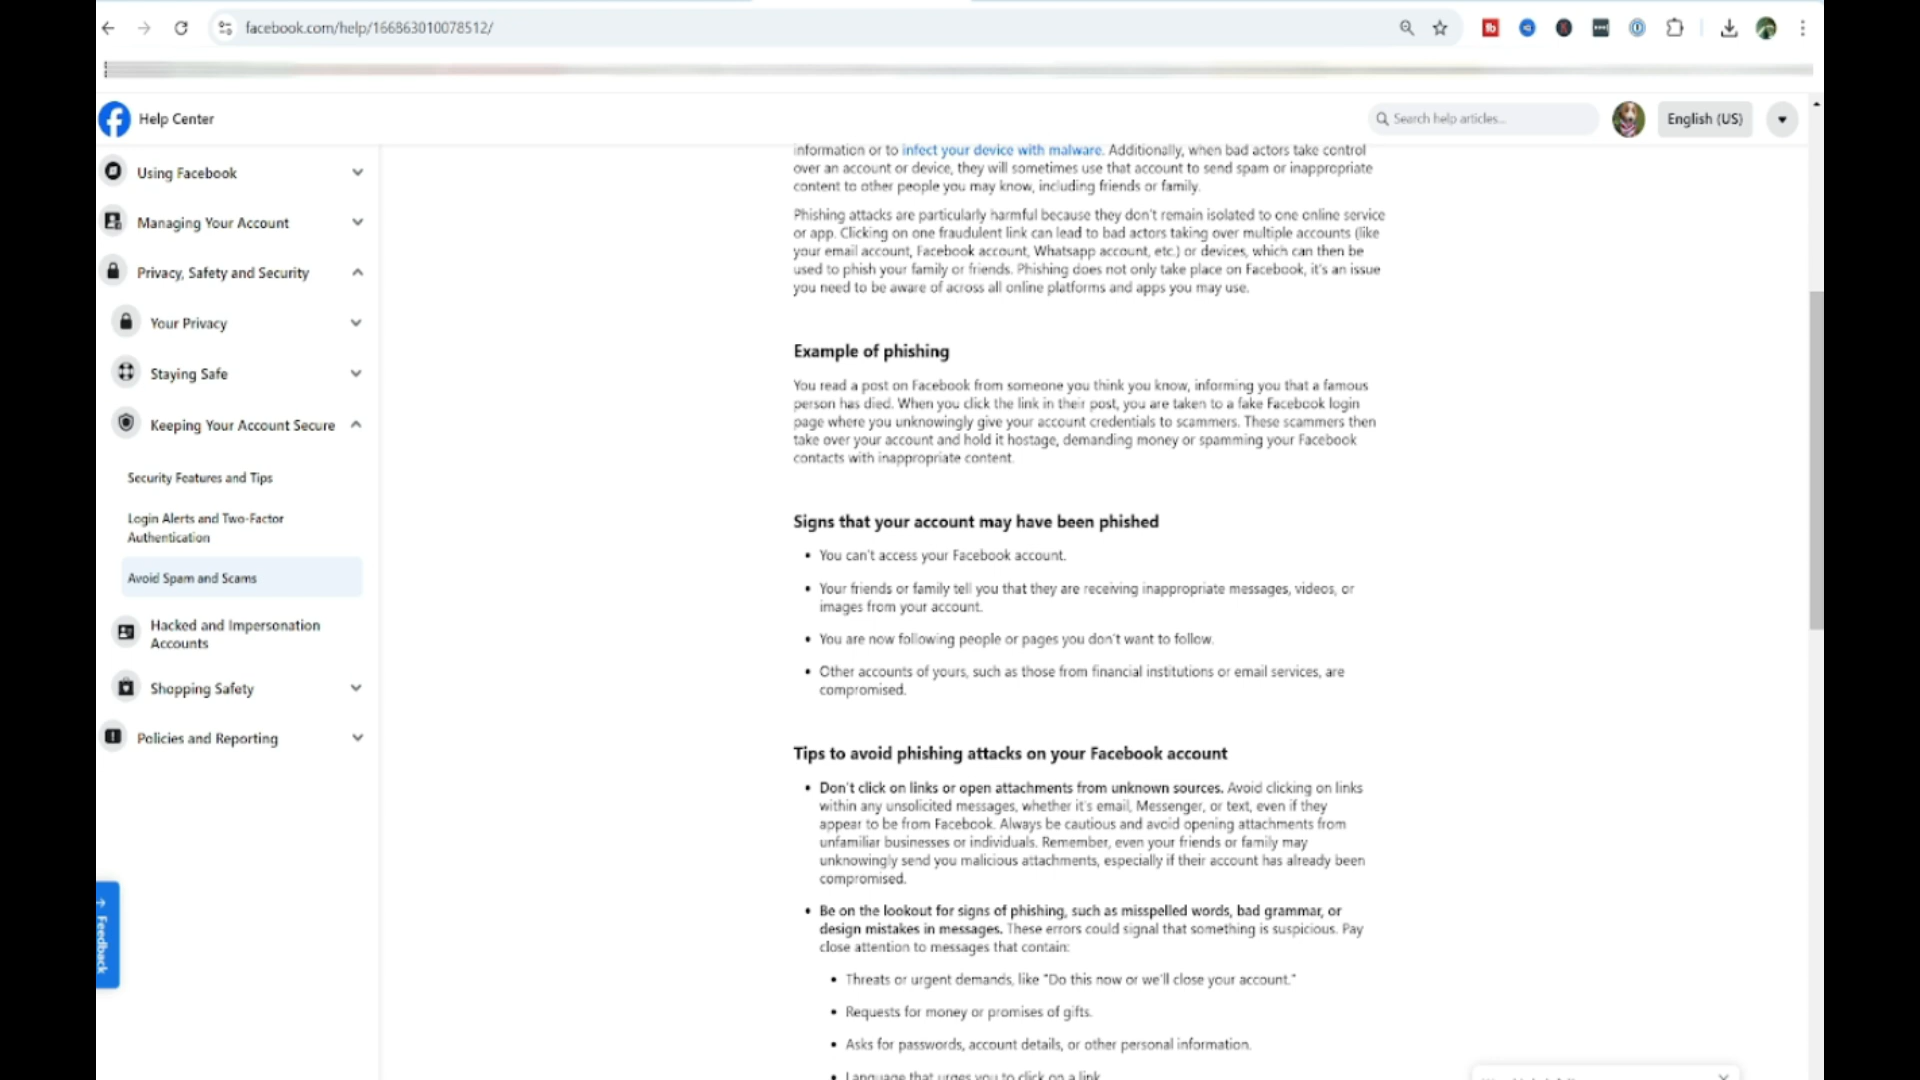 facebook.com/help/166863010078512/
Help Center
Search help articles...
English (US)
Using Facebook
Managing Your Account
Privacy, Safety and Security
Your Privacy
Staying Safe
Keeping Your Account Secure
Security Features and Tips
Login Alerts and Two-Factor
Authentication
Avoid Spam and Scams
Hacked and Impersonation
Accounts
Shopping Safety
Policies and Reporting
Feedback
information or to infect your device with malware. Additionally, when bad actors take control
over an account or device, they will sometimes use that account to send spam or inappropriate
content to other people you may know, including friends or family.
Phishing attacks are particularly harmful because they don't remain isolated to one online service
or app. Clicking on one fraudulent link can lead to bad actors taking over multiple accounts (like
your email account, Facebook account, Whatsapp account, etc.) or devices, which can then be
used to phish your family or friends. Phishing does not only take place on Facebook, it's an issue
you need to be aware of across all online platforms and apps you may use.
Example of phishing
You read a post on Facebook from someone you think you know, informing you that a famous
person has died. When you click the link in their post, you are taken to a fake Facebook login
page where you unknowingly give your account credentials to scammers. These scammers then
take over your account and hold it hostage, demanding money or spamming your Facebook
contacts with inappropriate content.
Signs that your account may have been phished
• You can't access your Facebook account.
• Your friends or family tell you that they are receiving inappropriate messages, videos, or
images from your account.
• You are now following people or pages you don't want to follow.
• Other accounts of yours, such as those from financial institutions or email services, are
compromised.
Tips to avoid phishing attacks on your Facebook account
• Don't click on links or open attachments from unknown sources. Avoid clicking on links
within any unsolicited messages, whether it's email, Messenger, or text, even if they
appear to be from Facebook. Always be cautious and avoid opening attachments from
unfamiliar businesses or individuals. Remember, even your friends or family may
unknowingly send you malicious attachments, especially if their account has already been
compromised.
• Be on the lookout for signs of phishing, such as misspelled words, bad grammar, or
design mistakes in messages. These errors could signal that something is suspicious. Pay
close attention to messages that contain:
• Threats or urgent demands, like "Do this now or we'll close your account."
• Requests for money or promises of gifts.
• Asks for passwords, account details, or other personal information.
• Language that urges you to click on a link